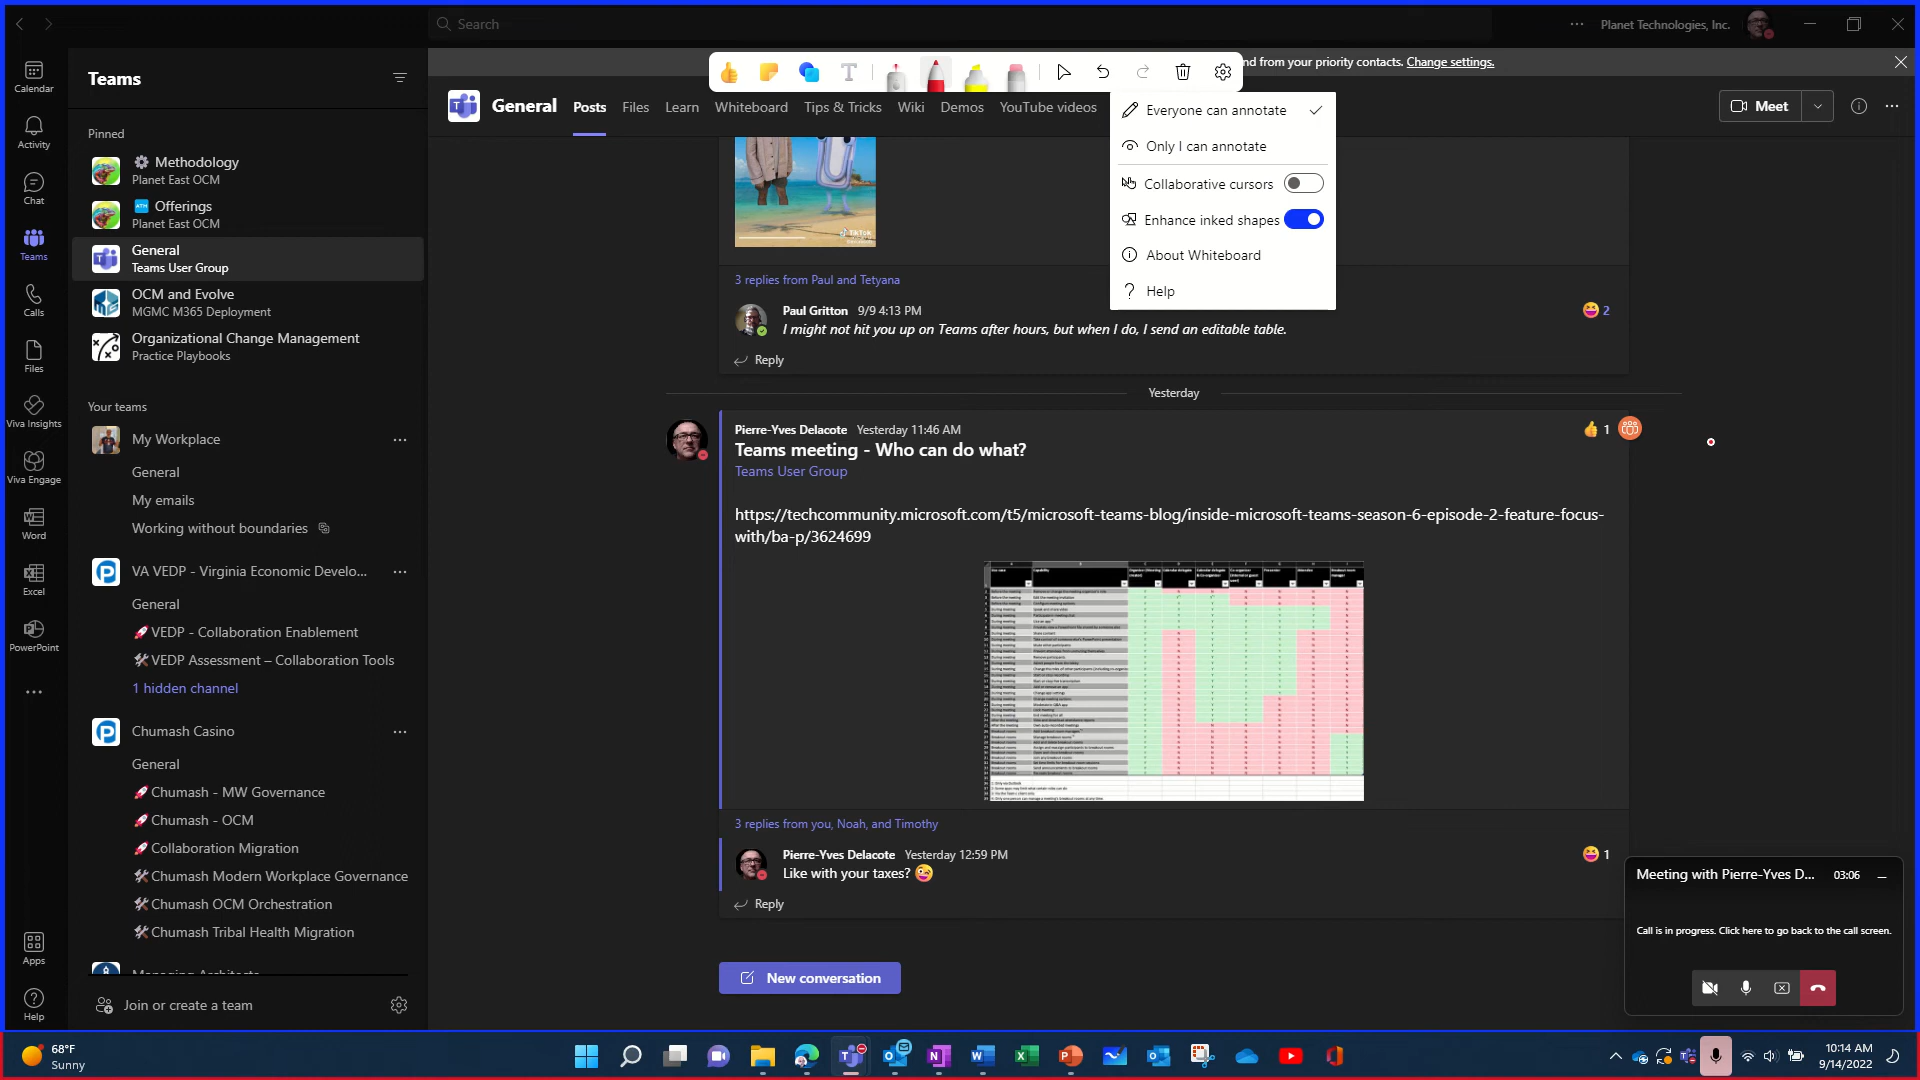 Search
Planet Technologies, Inc.
nd from your priority contacts. Change settings.
Calendar
Activity
Chat
Teams
Calls
Files
Viva Insights
Viva Engage
Word
Excel
PowerPoint
Apps
Help
Teams
Pinned
Methodology
Planet East OCM
Offerings
Planet East OCM
General
Teams User Group
OCM and Evolve
MGMC M365 Deployment
Organizational Change Management
Practice Playbooks
Your teams
My Workplace
General
My emails
Working without boundaries
VA VEDP - Virginia Economic Develo...
General
VEDP - Collaboration Enablement
VEDP Assessment – Collaboration Tools
1 hidden channel
Chumash Casino
General
Chumash - MW Governance
Chumash - OCM
Collaboration Migration
Chumash Modern Workplace Governance
Chumash OCM Orchestration
Chumash Tribal Health Migration
Managing Architects
Join or create a team
General Posts Files Learn Whiteboard Tips & Tricks Wiki Demos YouTube videos
Meet
Everyone can annotate
Only I can annotate
Collaborative cursors
Enhance inked shapes
About Whiteboard
Help
TikTok
3 replies from Paul and Tetyana
Paul Gritton 9/9 4:13 PM
2
I might not hit you up on Teams after hours, but when I do, I send an editable table.
Reply
Yesterday
Pierre-Yves Delacote Yesterday 11:46 AM
1
Teams meeting - Who can do what?
Teams User Group
https://techcommunity.microsoft.com/t5/microsoft-teams-blog/inside-microsoft-teams-season-6-episode-2-feature-focus-
with/ba-p/3624699
3 replies from you, Noah, and Timothy
Pierre-Yves Delacote Yesterday 12:59 PM
1
Like with your taxes?
Reply
New conversation
Meeting with Pierre-Yves D... 03:06
Call is in progress. Click here to go back to the call screen.
68°F
Sunny
10:14 AM
9/14/2022